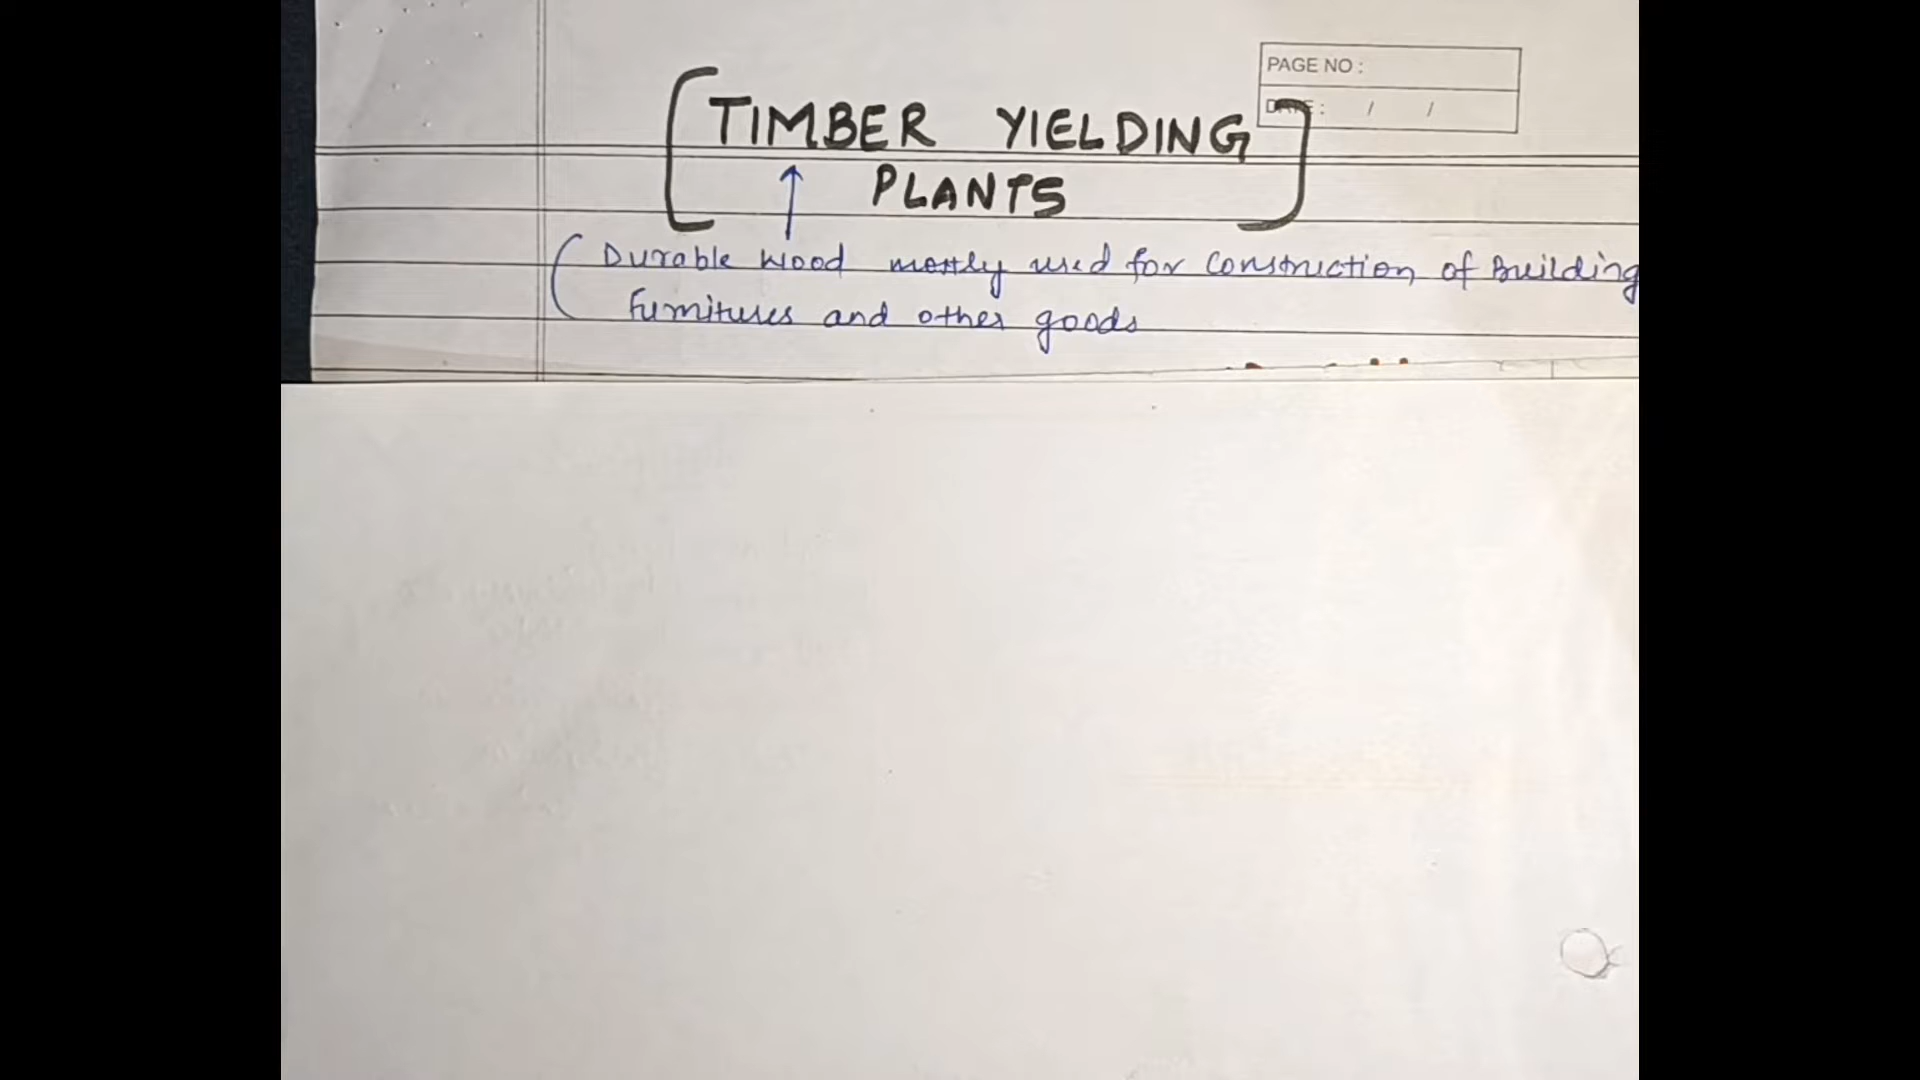 PAGE NO :
DATE : / /
TIMBER YIELDING
PLANTS
(Durable wood mostly used for construction of Building
furnitures and other goods